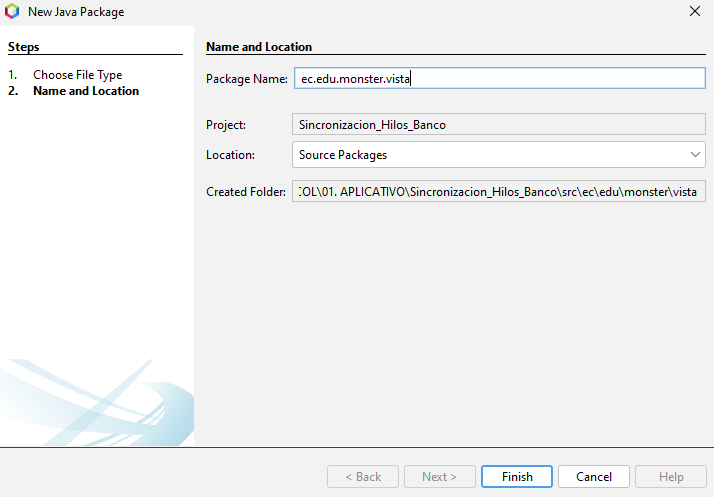 New Java Package
Steps
1. Choose File Type
2. Name and Location
Name and Location
Package Name: ec.edu.monster.vista
Project: Sincronizacion_Hilos_Banco
Location: Source Packages
Created Folder: COL\01. APLICATIVO\Sincronizacion_Hilos_Banco\src\ec\edu\monster\vista
< Back Next > Finish Cancel Help